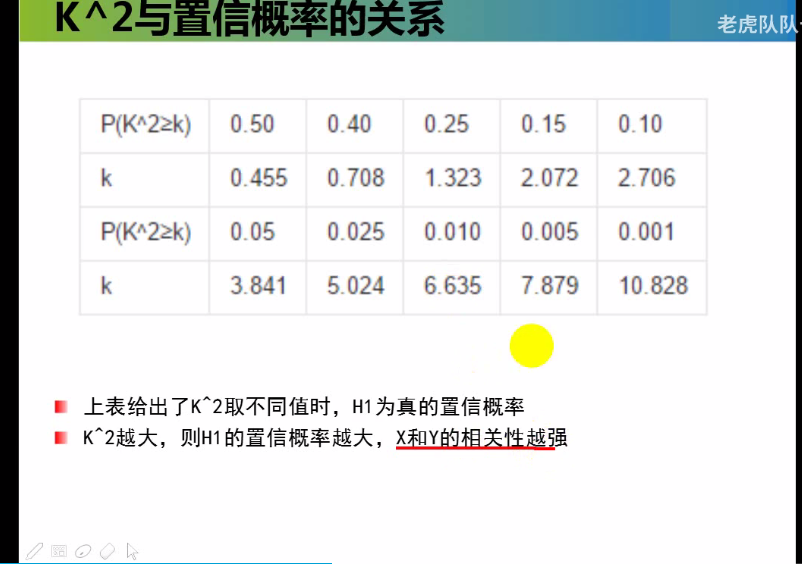 K^2与置信概率的关系
老虎队队
P(K^2≥k) 0.50 0.40 0.25 0.15 0.10
k 0.455 0.708 1.323 2.072 2.706
P(K^2≥k) 0.05 0.025 0.010 0.005 0.001
k 3.841 5.024 6.635 7.879 10.828
上表给出了K^2取不同值时，H1为真的置信概率
K^2越大，则H1的置信概率越大，X和Y的相关性越强